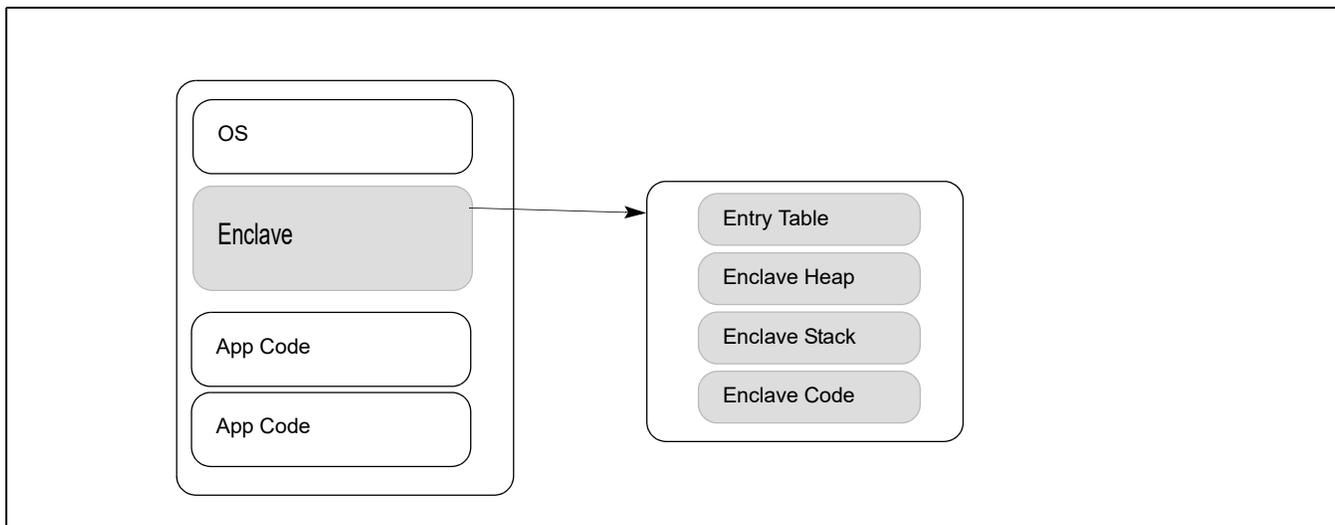 OS
Enclave
App Code
App Code
Entry Table
Enclave Heap
Enclave Stack
Enclave Code